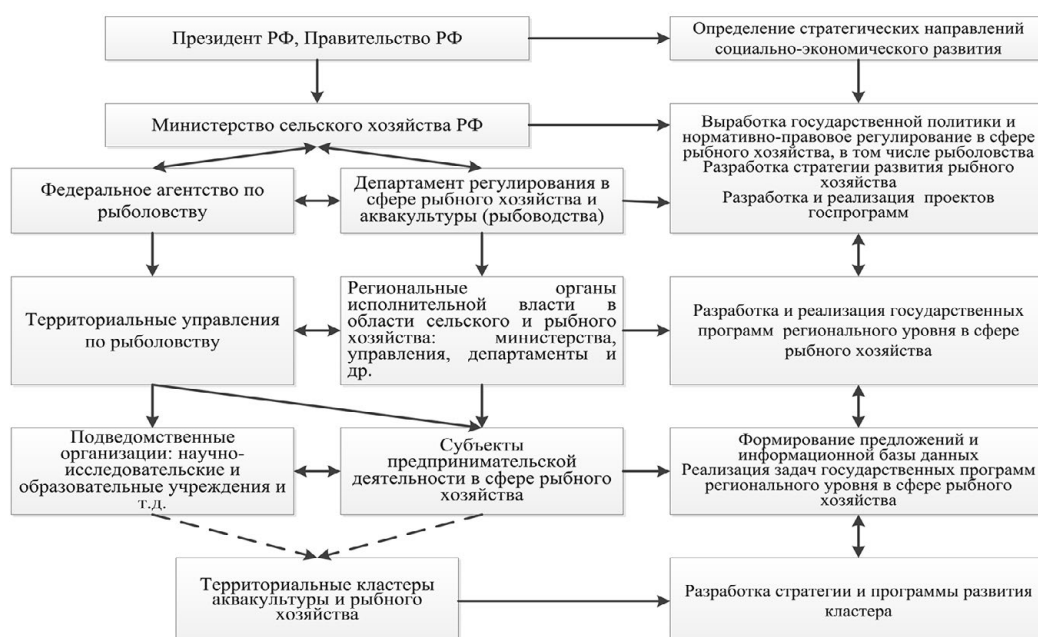 Президент РФ, Правительство РФ
Определение стратегических направлений
социально-экономического развития
Министерство сельского хозяйства РФ
Выработка государственной политики и
нормативно-правовое регулирование в сфере
рыбного хозяйства, в том числе рыболовства
Разработка стратегии развития рыбного
хозяйства
Разработка и реализация проектов
госпрограмм
Федеральное агентство по
рыболовству
Департамент регулирования в
сфере рыбного хозяйства и
аквакультуры (рыбоводства)
Территориальные управления
по рыболовству
Региональные органы
исполнительной власти в
области сельского и рыбного
хозяйства: министерства,
управления, департаменты и
др.
Разработка и реализация государственных
программ регионального уровня в сфере
рыбного хозяйства
Подведомственные
организации: научно-
исследовательские и
образовательные учреждения и
т.д.
Субъекты
предпринимательской
деятельности в сфере рыбного
хозяйства
Формирование предложений и
информационной базы данных
Реализация задач государственных программ
регионального уровня в сфере рыбного
хозяйства
Территориальные кластеры
аквакультуры и рыбного
хозяйства
Разработка стратегии и программы развития
кластера